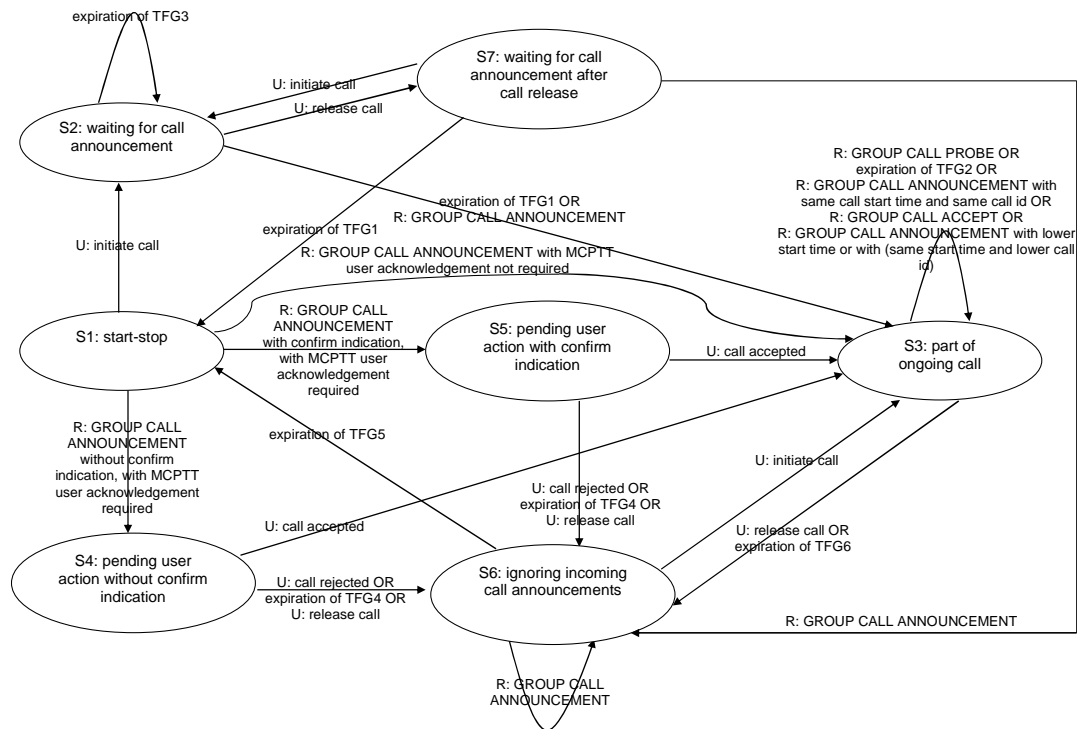 expiration of TFG3
S7: waiting for call
announcement after
call release
U: initiate call
U: release call
S2: waiting for call
announcement
R: GROUP CALL PROBE OR
expiration of TFG2 OR
R: GROUP CALL ANNOUNCEMENT with
same call start time and same call id OR
R: GROUP CALL ACCEPT OR
R: GROUP CALL ANNOUNCEMENT with lower
start time or with (same start time and lower call
id)
expiration of TFG1 OR
R: GROUP CALL ANNOUNCEMENT
expiration of TFG1
U: initiate call
R: GROUP CALL ANNOUNCEMENT with MCPTT
user acknowledgement not required
S1: start-stop
R: GROUP CALL
ANNOUNCEMENT
with confirm indication,
with MCPTT user
acknowledgement
required
S5: pending user
action with confirm
indication
U: call accepted
S3: part of
ongoing call
R: GROUP CALL
ANNOUNCEMENT
without confirm
indication, with MCPTT
user acknowledgement
required
expiration of TFG5
U: initiate call
U: call rejected OR
expiration of TFG4 OR
U: release call
U: call accepted
U: release call OR
expiration of TFG6
S4: pending user
action without confirm
indication
U: call rejected OR
expiration of TFG4 OR
U: release call
S6: ignoring incoming
call announcements
R: GROUP CALL ANNOUNCEMENT
R: GROUP CALL
ANNOUNCEMENT